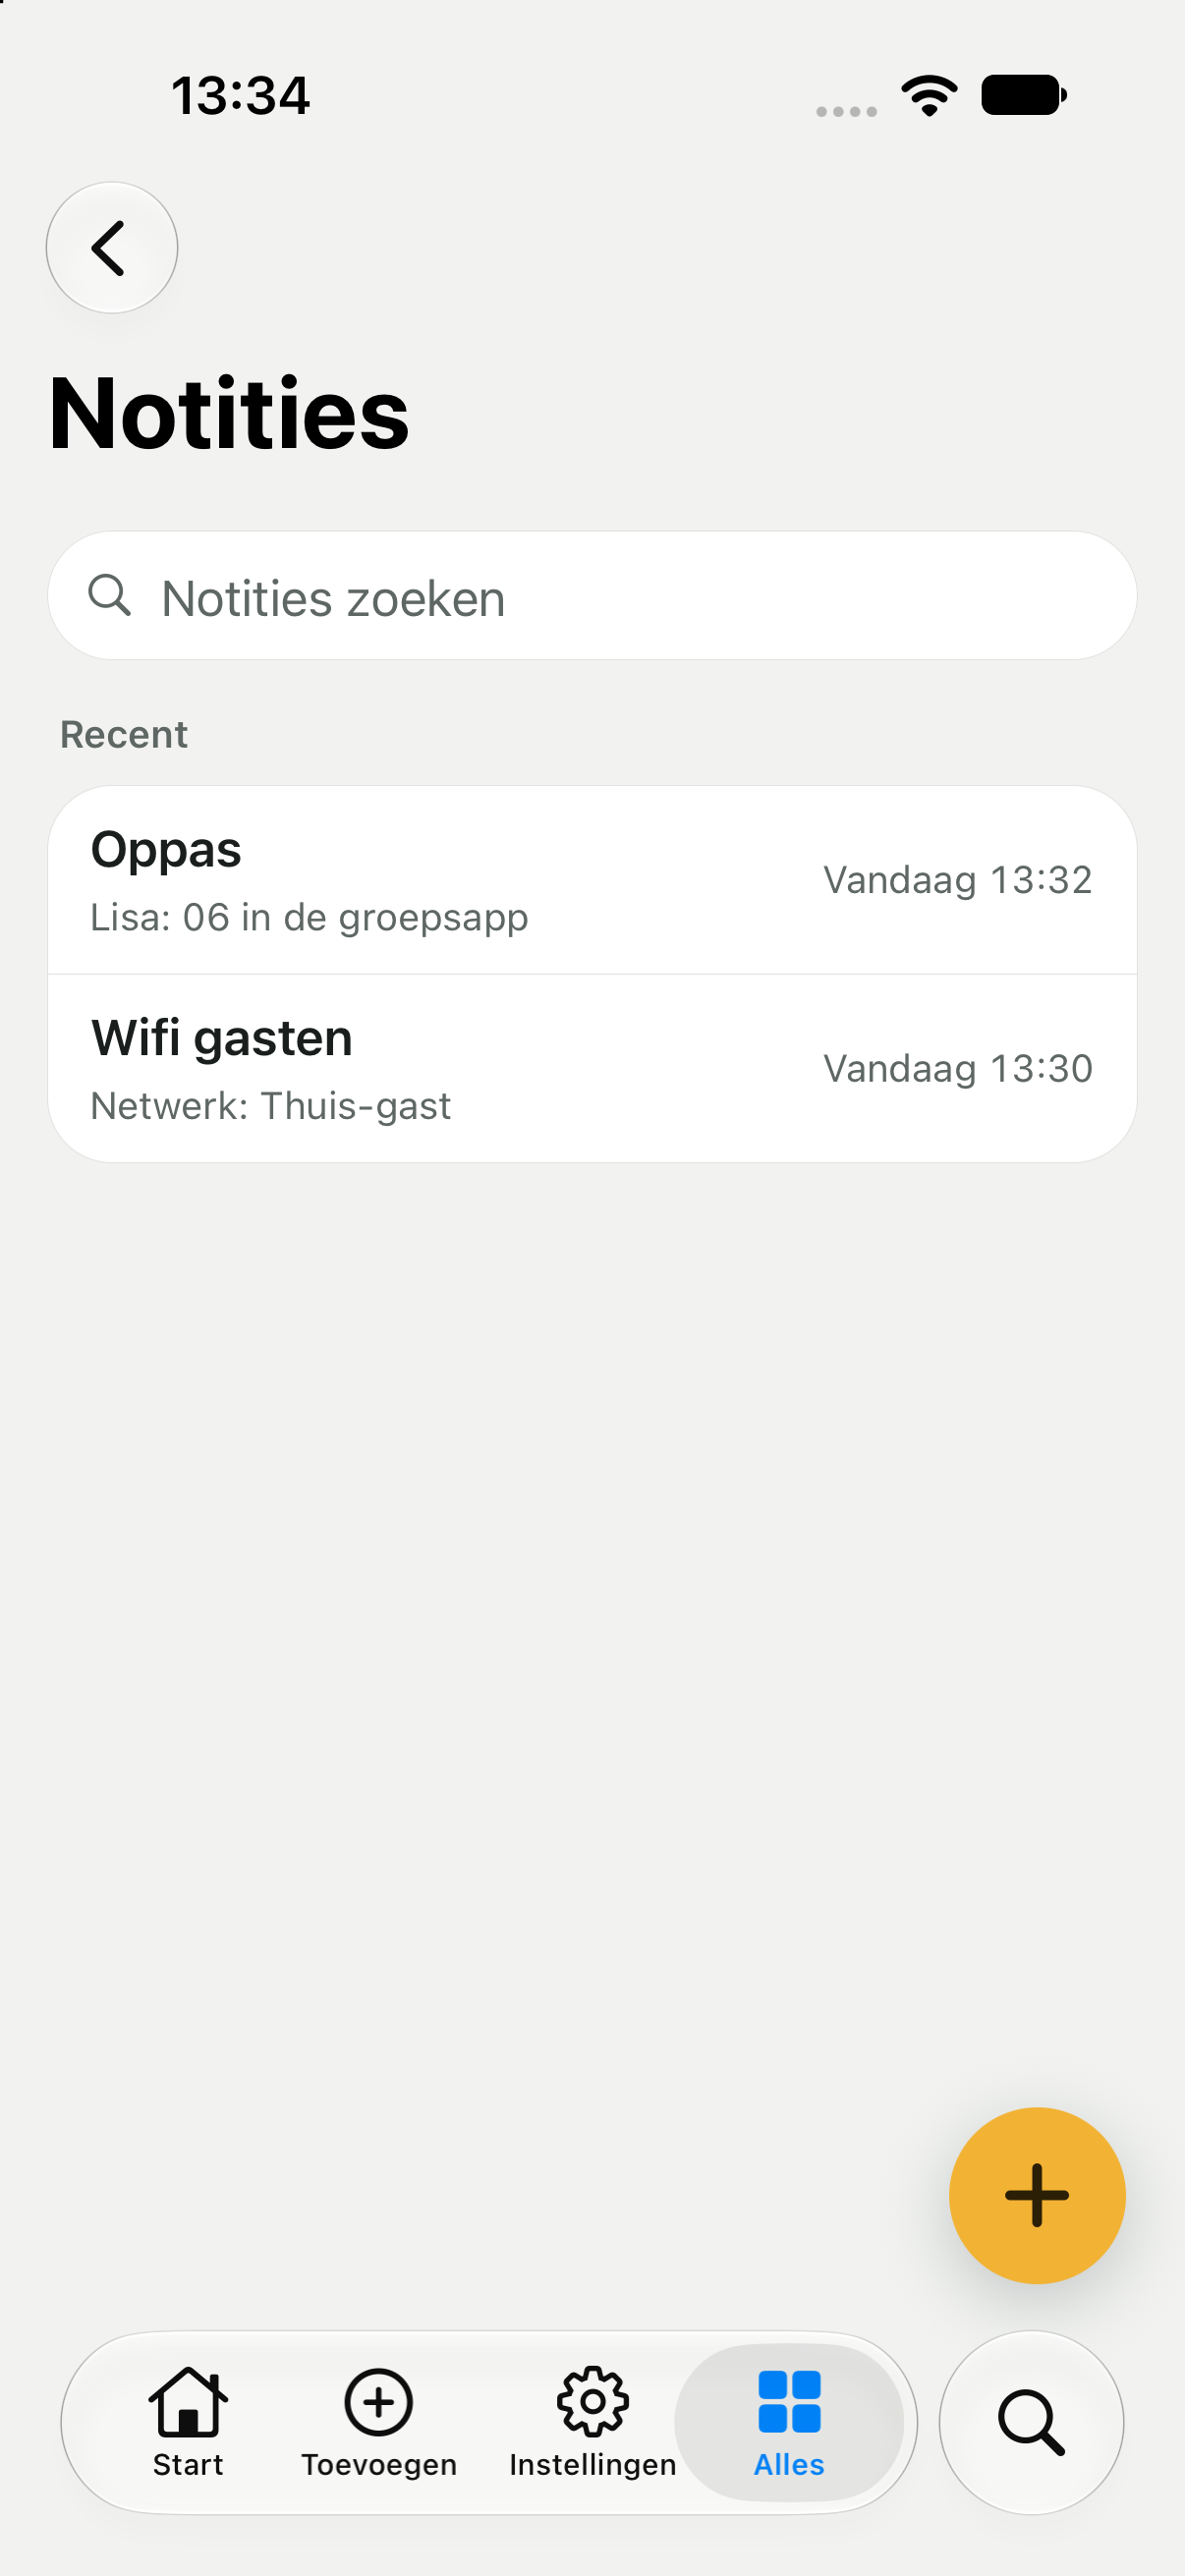 13:34
Notities
Notities zoeken
Recent
Oppas
Lisa: 06 in de groepsapp
Vandaag 13:32
Wifi gasten
Netwerk: Thuis-gast
Vandaag 13:30
Start
Toevoegen
Instellingen
Alles